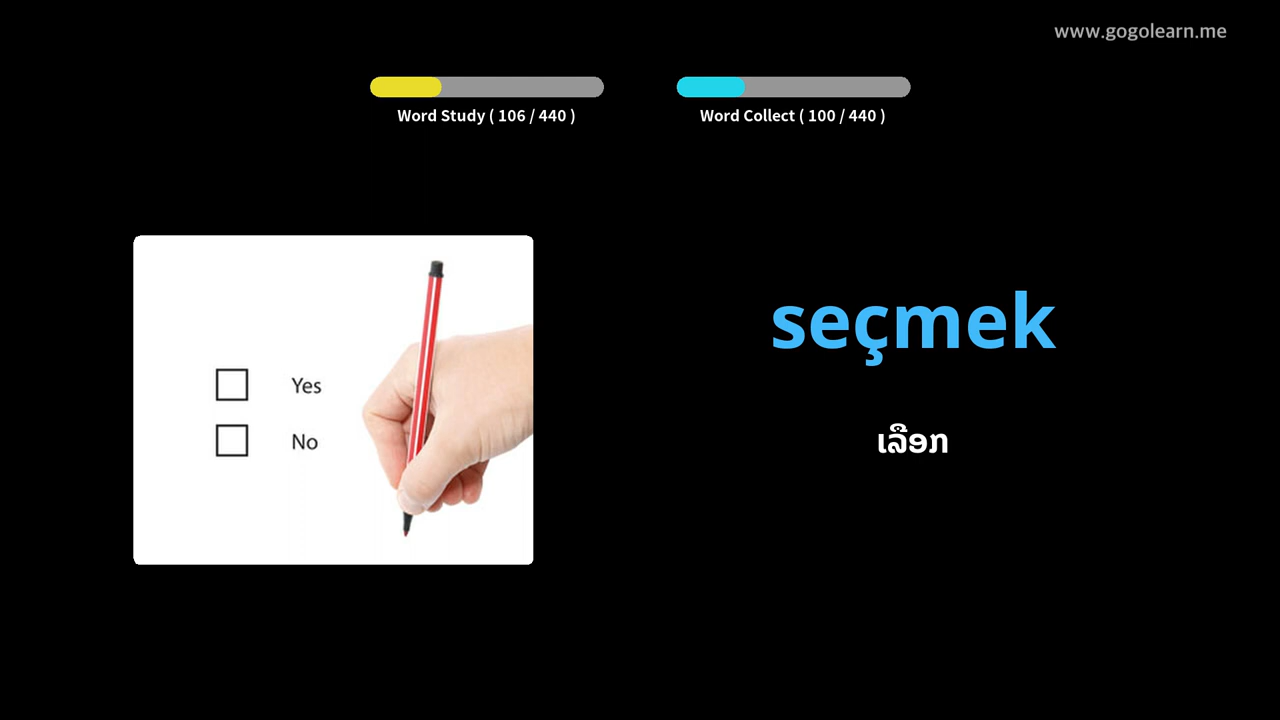 www.gogolearn.me
Word Study ( 106 / 440 )
Word Collect ( 100 / 440 )
Yes
No
seçmek
ເລືອກ